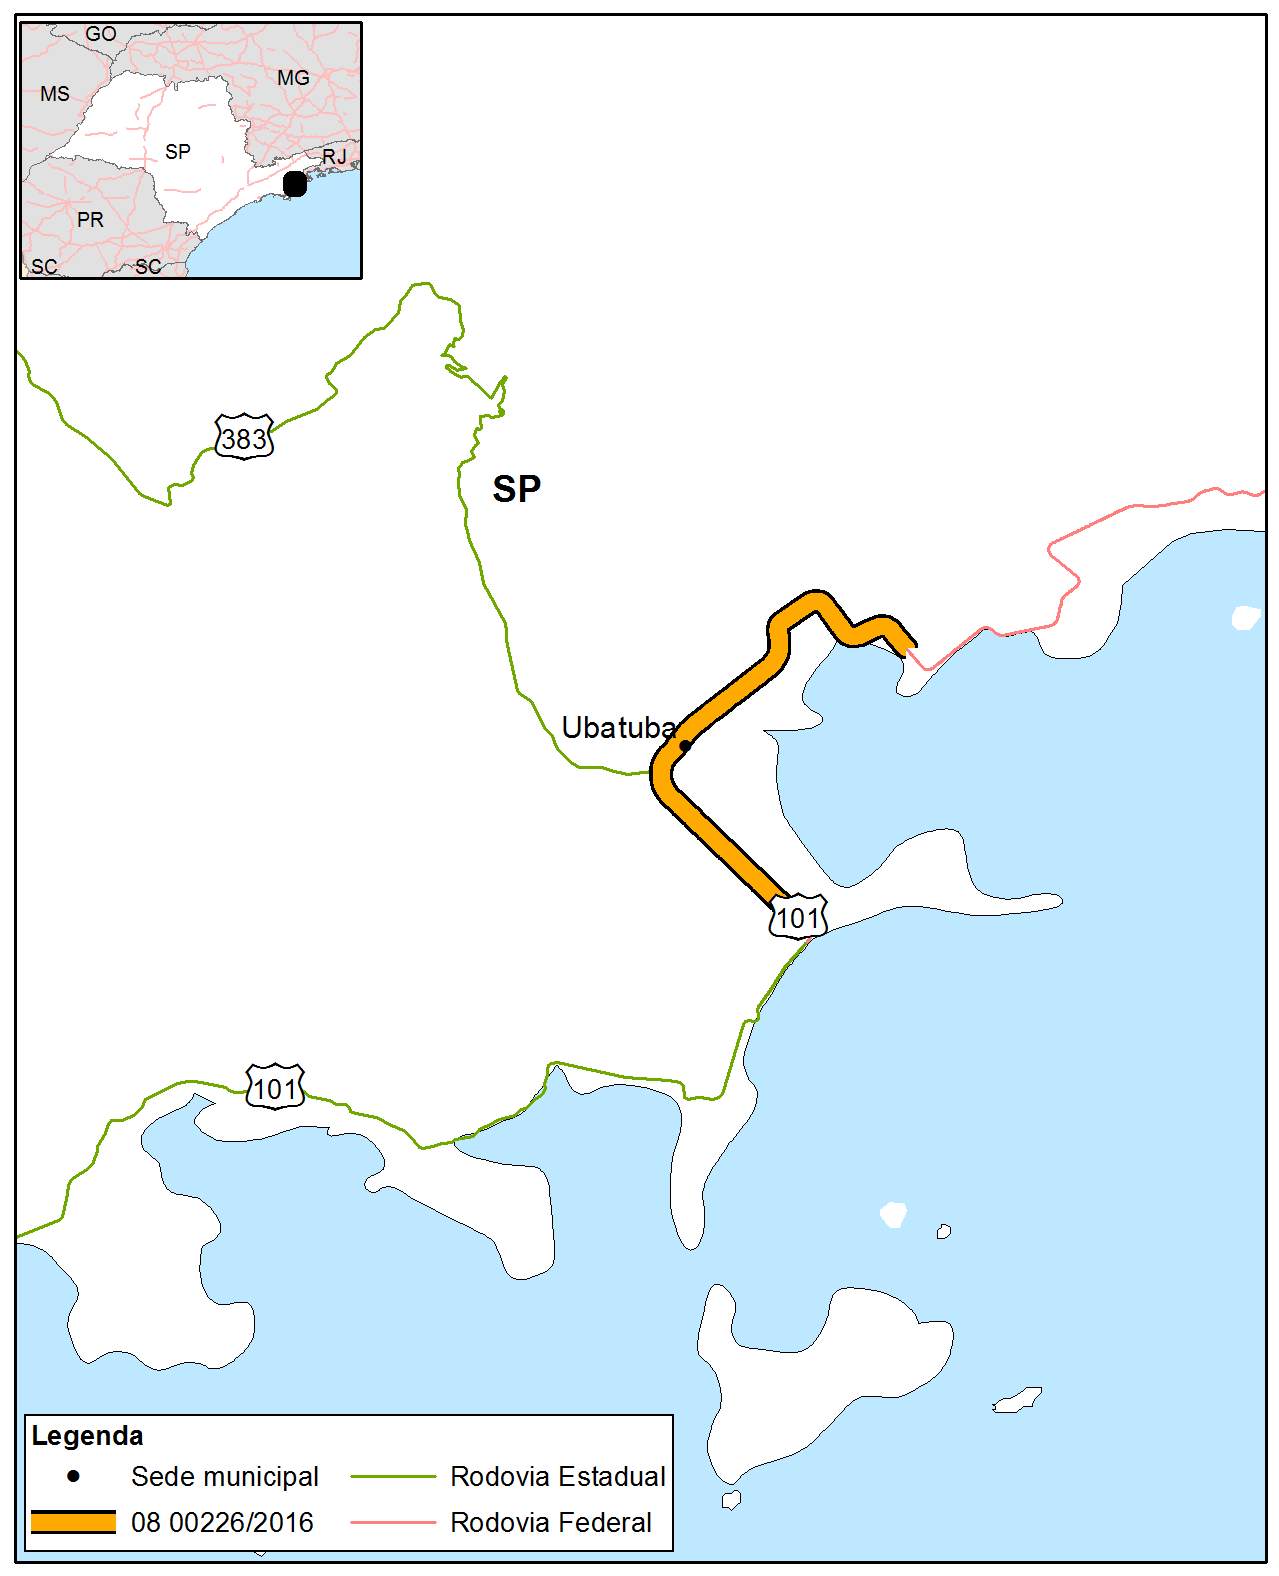 GO
MG
MS
SP
RJ
PR
SC
SC
383
SP
Ubatuba
101
101
Legenda
Sede municipal
Rodovia Estadual
08 00226/2016
Rodovia Federal